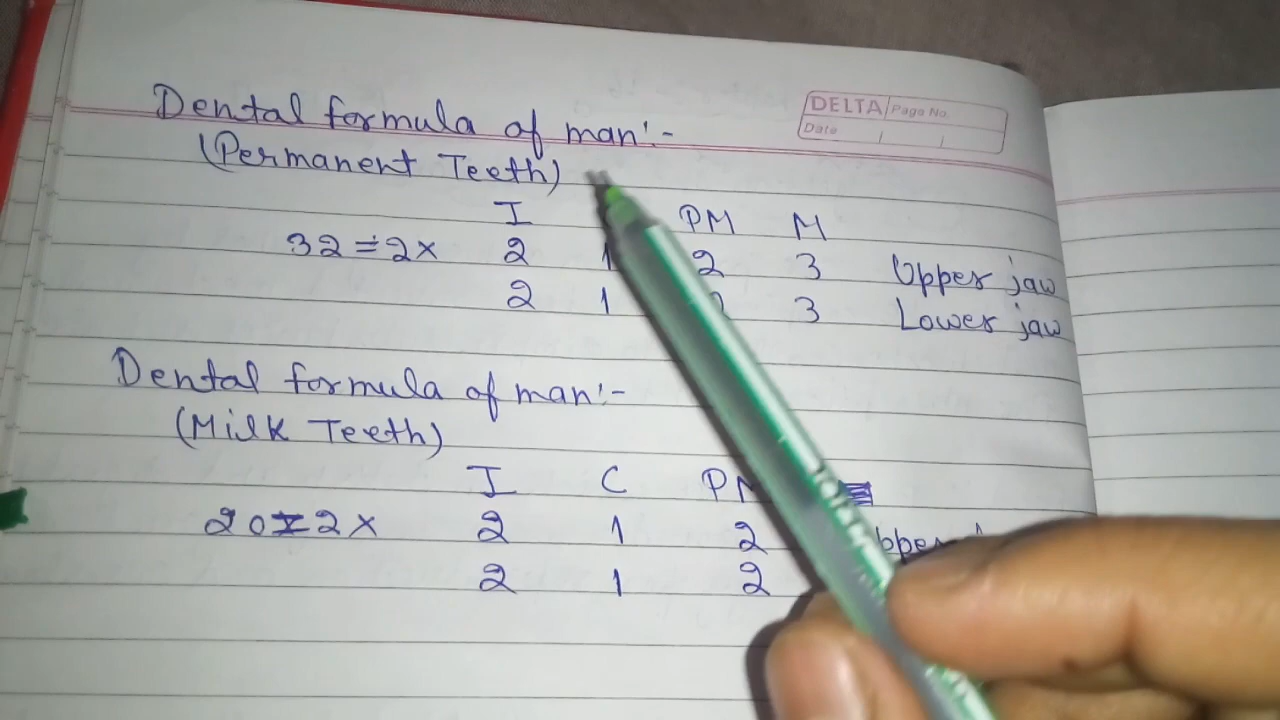 Dental formula of man:-
DELTA Page No.
Date / /
(Permanent Teeth)
I PM M
32 = 2x 2 1 2 3 Upper jaw
2 1 3 Lower jaw
Dental formula of man:-
(Milk Teeth)
I C
20=2x 2 1 2
2 1 2